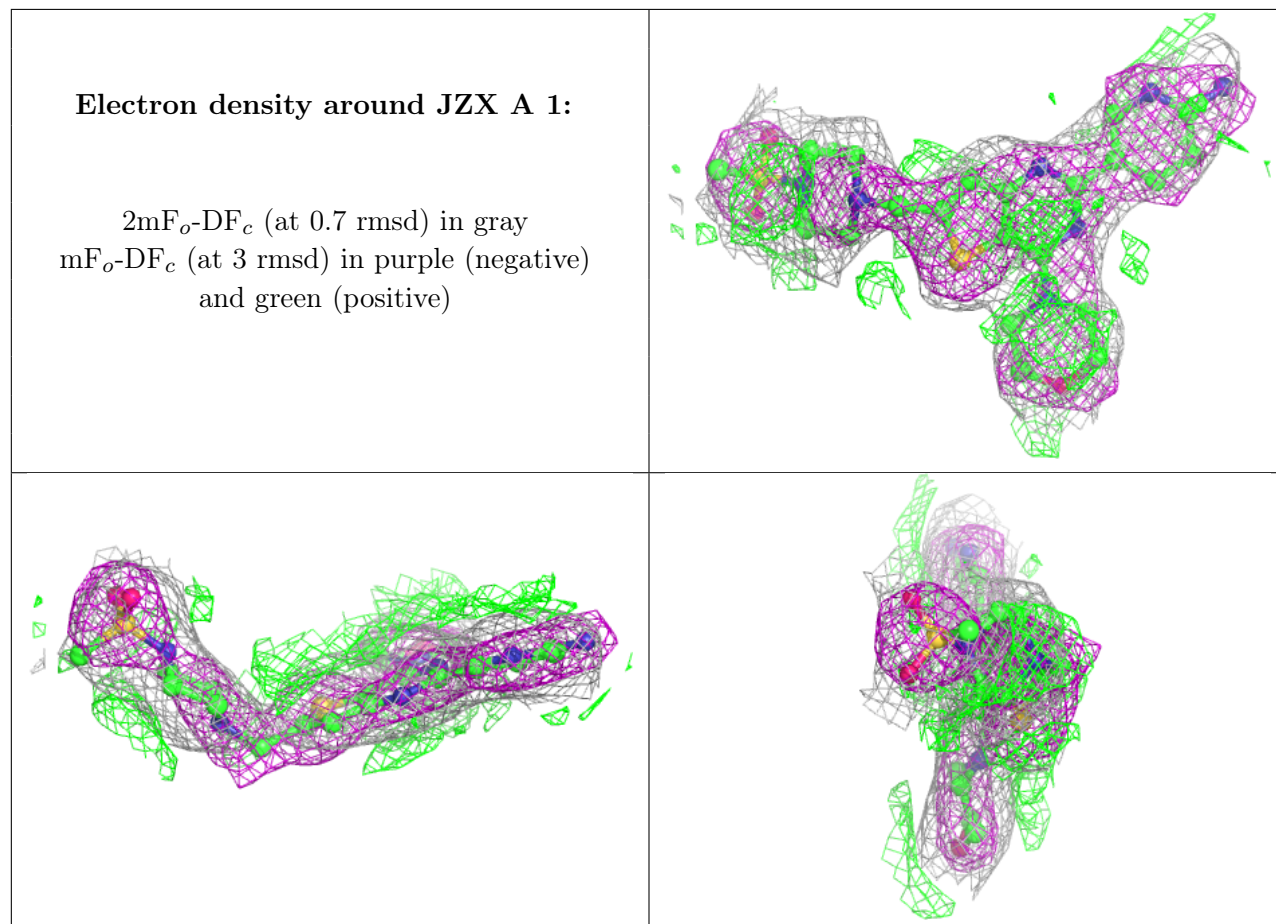 Electron density around JZX A 1:
2mFo-DFc (at 0.7 rmsd) in gray
mFo-DFc (at 3 rmsd) in purple (negative)
and green (positive)